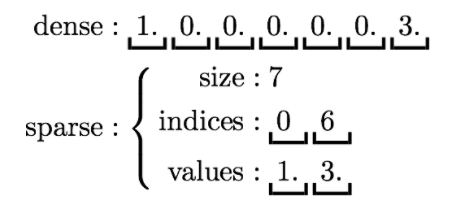 dense : 1. 0. 0. 0. 0. 0. 3.
size : 7
sparse : { indices : 0 6
values : 1. 3.